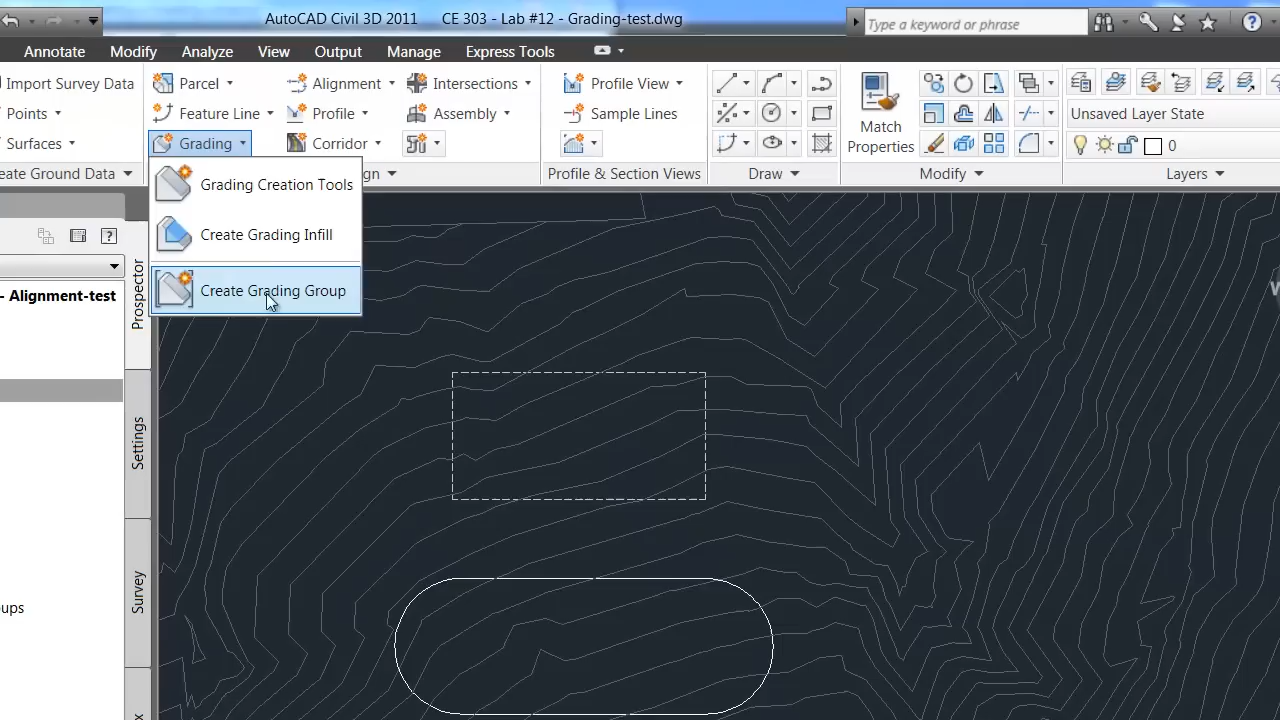 AutoCAD Civil 3D 2011 CE 303 - Lab #12 - Grading-test.dwg
Type a keyword or phrase
Annotate Modify Analyze View Output Manage Express Tools
Import Survey Data Parcel Alignment Intersections Profile View
Points Feature Line Profile Assembly Sample Lines Match Properties Unsaved Layer State
Surfaces Grading Corridor 0
eate Ground Data gn Profile & Section Views Draw Modify Layers
Grading Creation Tools
Create Grading Infill
Create Grading Group
- Alignment-test
Prospector
Settings
Survey
oups